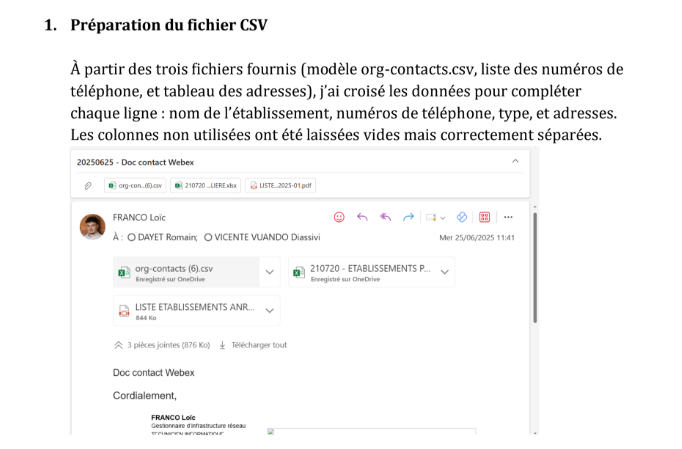 1. Préparation du fichier CSV
À partir des trois fichiers fournis (modèle org-contacts.csv, liste des numéros de
téléphone, et tableau des adresses), j'ai croisé les données pour compléter
chaque ligne : nom de l'établissement, numéros de téléphone, type, et adresses.
Les colonnes non utilisées ont été laissées vides mais correctement séparées.
20250625 - Doc contact Webex
org-con...(6).csv 210720 ...LIERE.xlsx LISTE...2025-01.pdf
FRANCO Loïc
À : DAYET Romain; VICENTE VUANDO Diassivi
Mer 25/06/2025 11:41
org-contacts (6).csv
Enregistré sur OneDrive
210720 - ETABLISSEMENTS P...
Enregistré sur OneDrive
LISTE ETABLISSEMENTS ANR...
844 Ko
3 pièces jointes (876 Ko) Télécharger tout
Doc contact Webex
Cordialement,
FRANCO Loïc
Gestionnaire d'infrastructure réseau
TECHNICIEN INFORMATIQUE